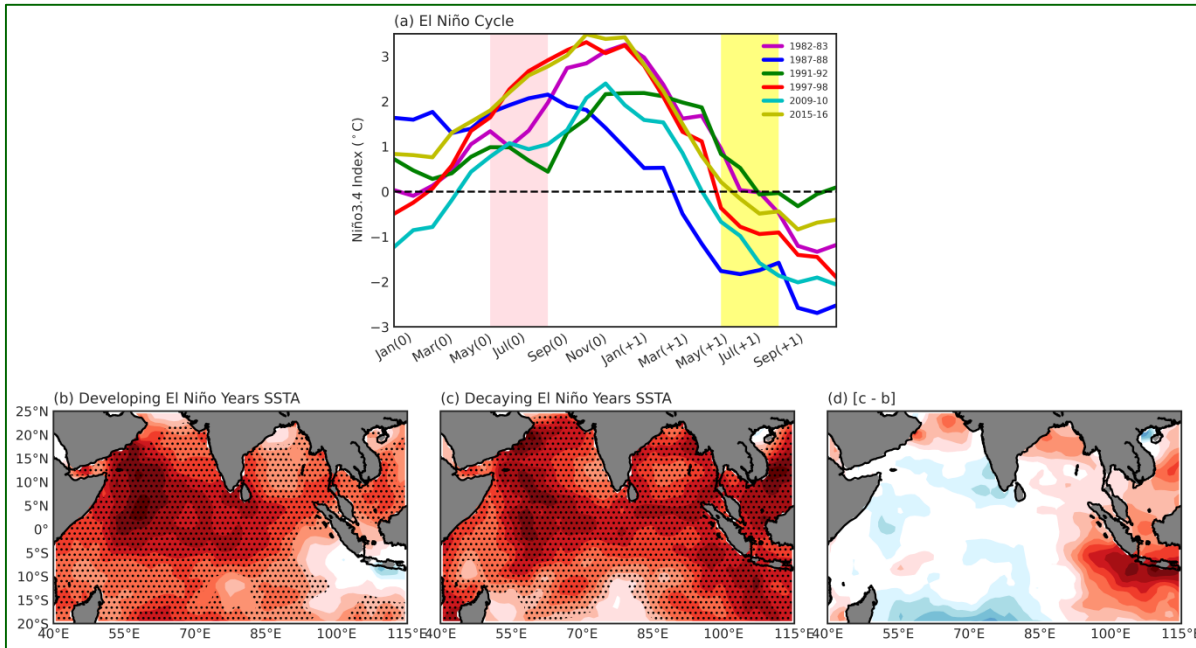 (a) El Niño Cycle
Niño3.4 Index (°C)
3
2
1
0
−1
−2
−3
1982-83
1987-88
1991-92
1997-98
2009-10
2015-16
Jan(0)
Mar(0)
May(0)
Jul(0)
Sep(0)
Nov(0)
Jan(+1)
Mar(+1)
May(+1)
Jul(+1)
Sep(+1)
(b) Developing El Niño Years SSTA
(c) Decaying El Niño Years SSTA
(d) [c - b]
25°N
20°N
15°N
10°N
5°N
0°
5°S
10°S
15°S
20°S
40°E 55°E 70°E 85°E 100°E 115°E
40°E 55°E 70°E 85°E 100°E 115°E
40°E 55°E 70°E 85°E 100°E 115°E